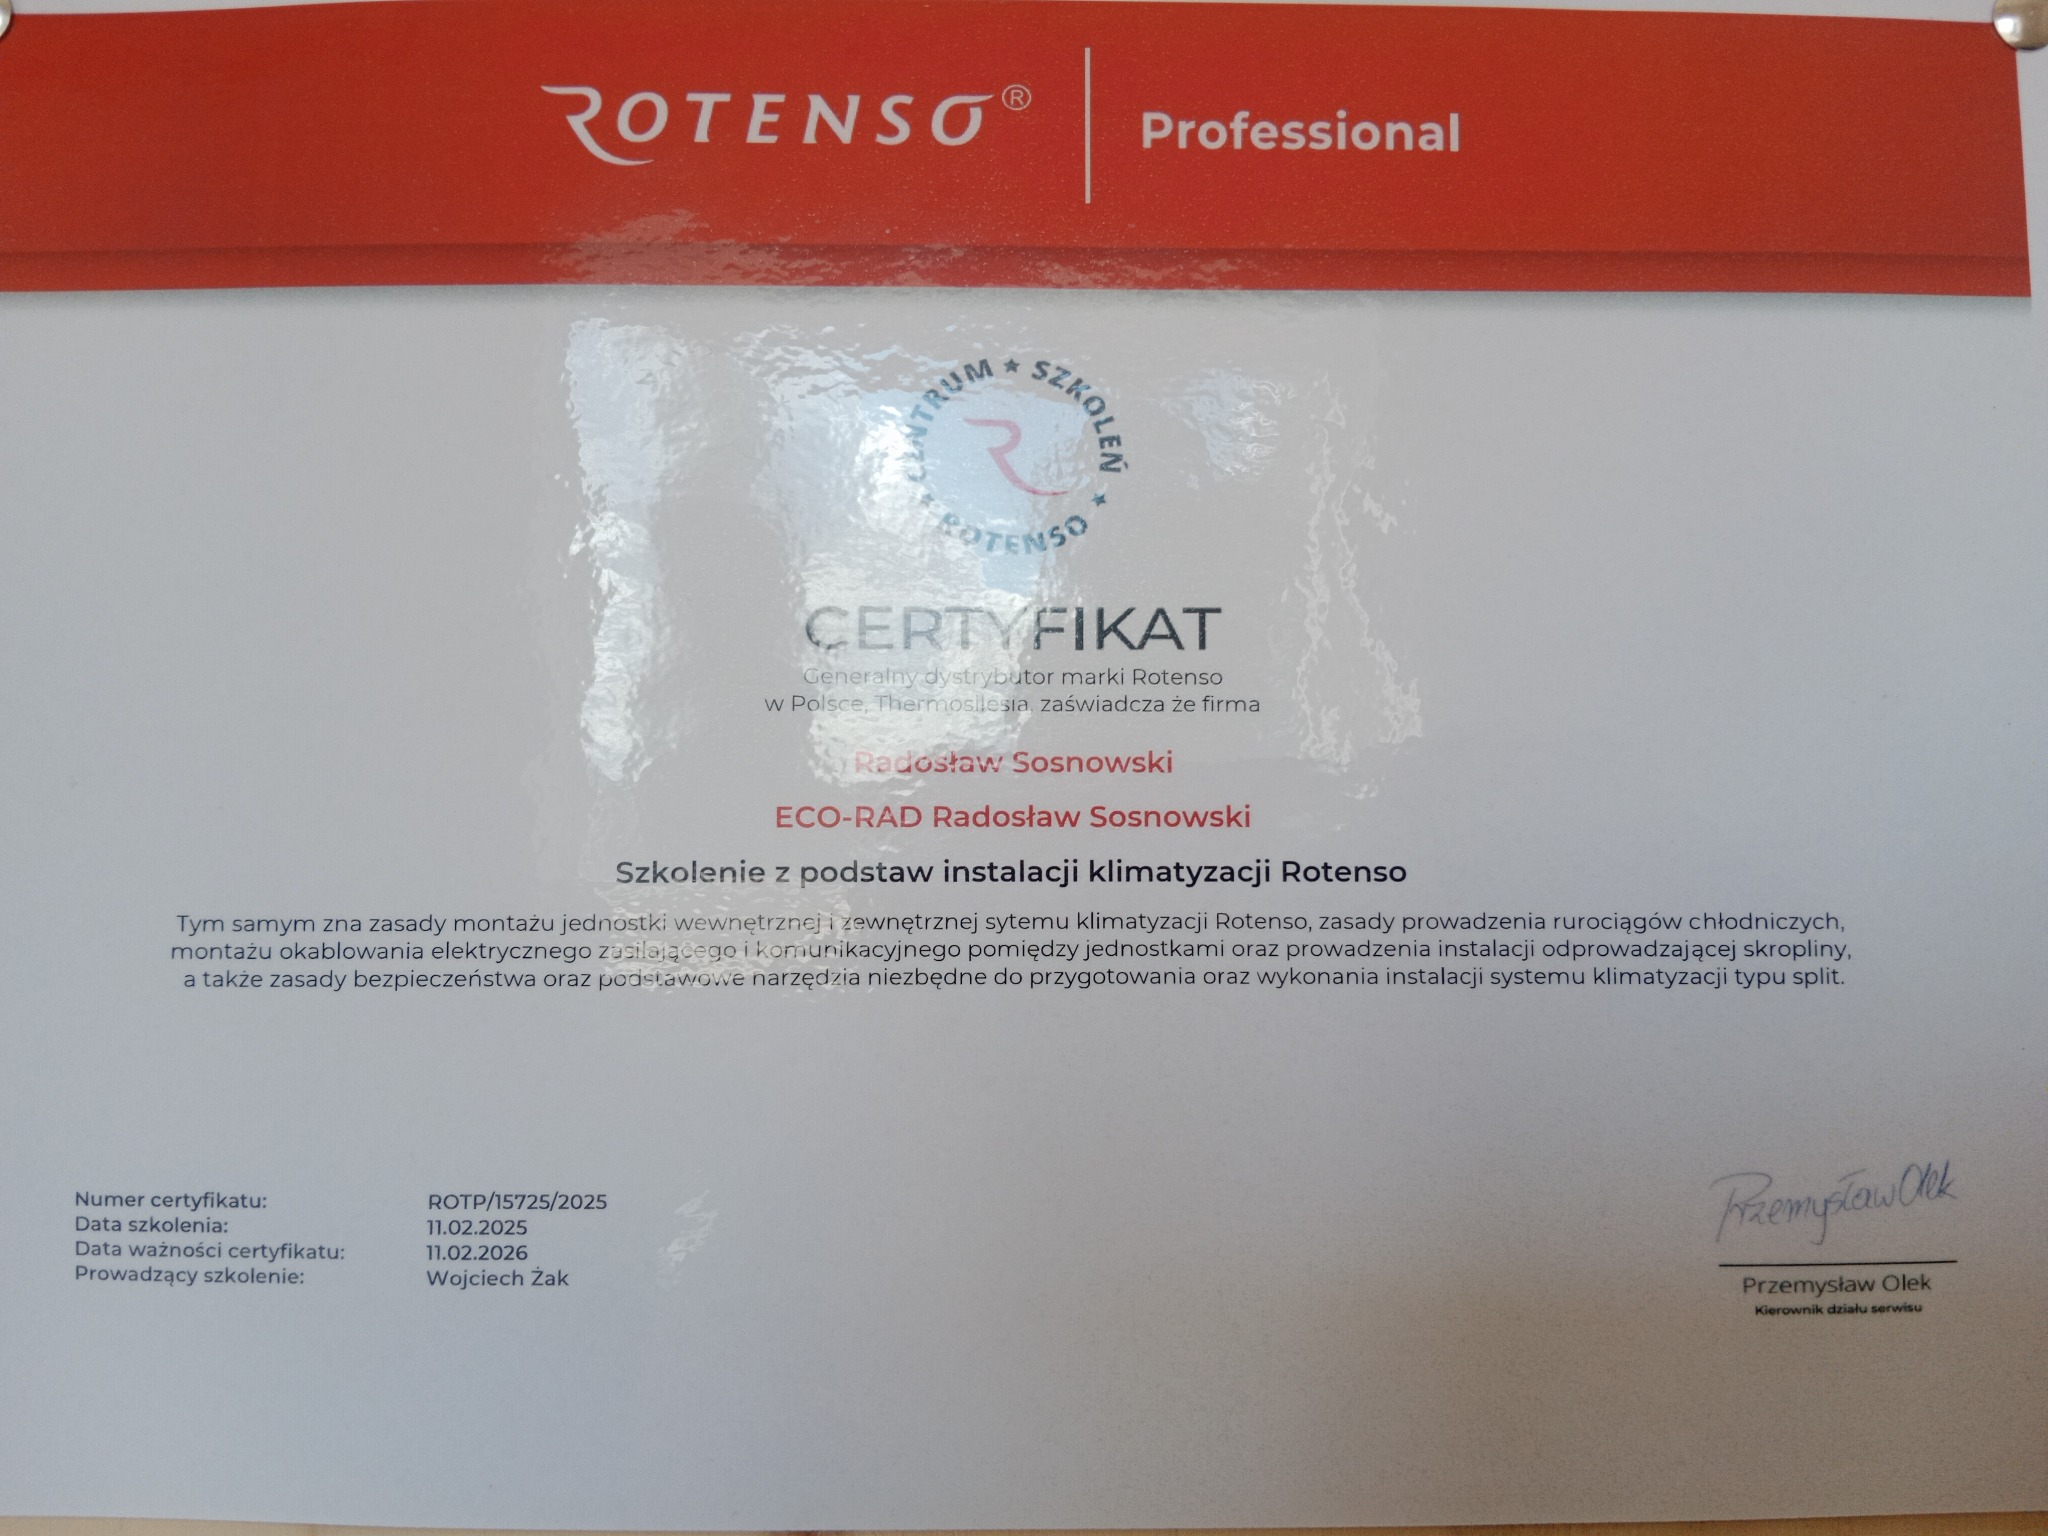 ROTENSO® | Professional
CENTRUM ★ SZKOLEŃ ★ ROTENSO ★
CERTYFIKAT
Generalny dystrybutor marki Rotenso
w Polsce, Thermosilesia, zaświadcza że firma
Radosław Sosnowski
ECO-RAD Radosław Sosnowski
Szkolenie z podstaw instalacji klimatyzacji Rotenso
Tym samym zna zasady montażu jednostki wewnętrznej i zewnętrznej sytemu klimatyzacji Rotenso, zasady prowadzenia rurociągów chłodniczych,
montażu okablowania elektrycznego zasilającego i komunikacyjnego pomiędzy jednostkami oraz prowadzenia instalacji odprowadzającej skropliny,
a także zasady bezpieczeństwa oraz podstawowe narzędzia niezbędne do przygotowania oraz wykonania instalacji systemu klimatyzacji typu split.
Numer certyfikatu: ROTP/15725/2025
Data szkolenia: 11.02.2025
Data ważności certyfikatu: 11.02.2026
Prowadzący szkolenie: Wojciech Żak
Przemysław Olek
Przemysław Olek
Kierownik działu serwisu